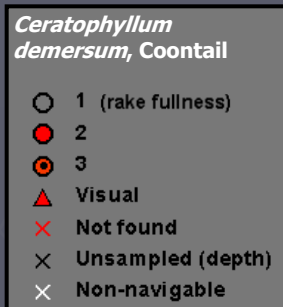 Ceratophyllum
demersum, Coontail
1 (rake fullness)
2
3
Visual
Not found
Unsampled (depth)
Non-navigable